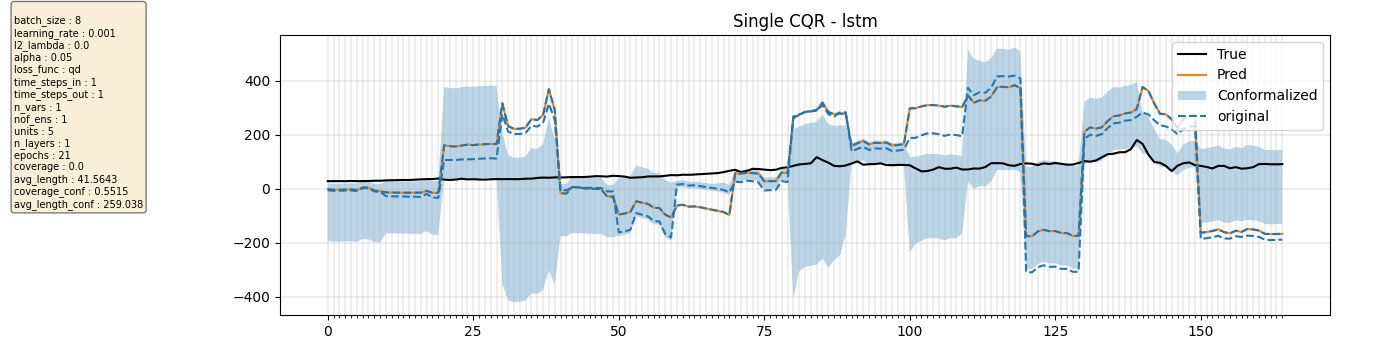 batch_size : 8
learning_rate : 0.001
l2_lambda : 0.0
alpha : 0.05
loss_func : qd
time_steps_in : 1
time_steps_out : 1
n_vars : 1
nof_ens : 1
units : 5
n_layers : 1
epochs : 21
coverage : 0.0
avg_length : 41.5643
coverage_conf : 0.5515
avg_length_conf : 259.038
Single CQR - lstm
True
Pred
Conformalized
original
400
200
0
−200
−400
0 25 50 75 100 125 150